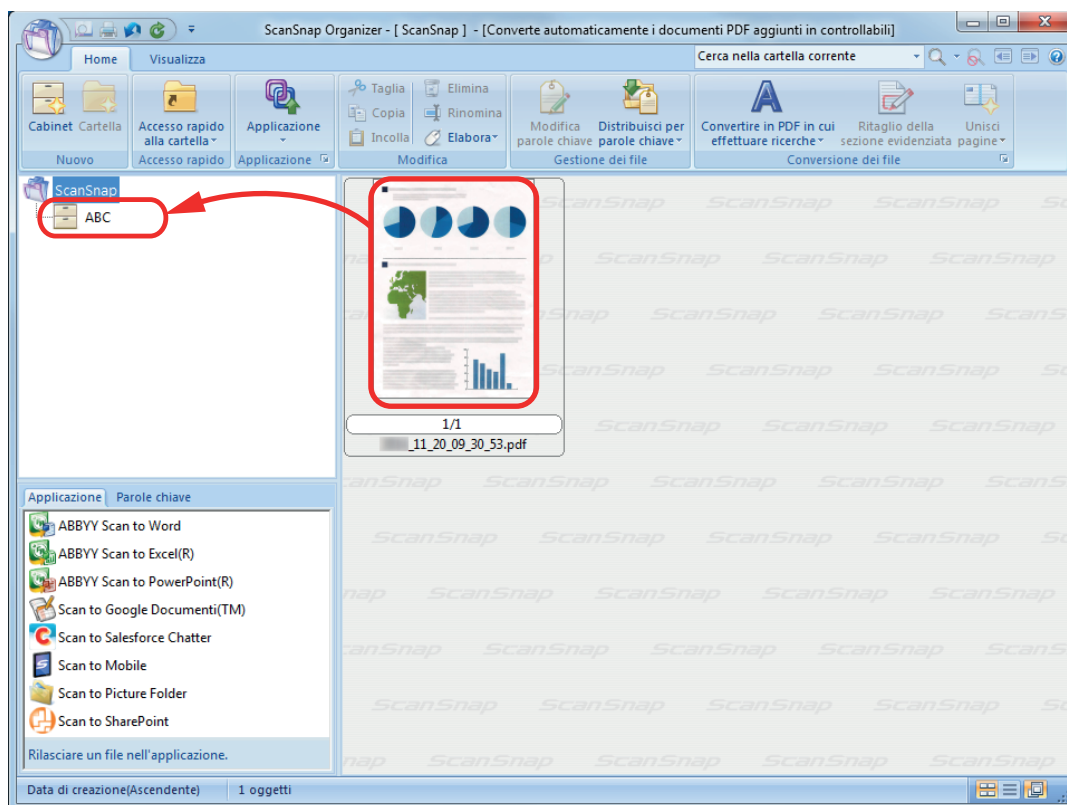 ScanSnap Organizer - [ ScanSnap ] - [Converte automaticamente i documenti PDF aggiunti in controllabili]
Home Visualizza
Cerca nella cartella corrente
Taglia Elimina
Copia Rinomina
Incolla Elabora
Cabinet Cartella
Accesso rapido
alla cartella
Applicazione
Modifica
parole chiave
Distribuisci per
parole chiave
Convertire in PDF in cui
effettuare ricerche
Ritaglio della
sezione evidenziata
Unisci
pagine
Nuovo Accesso rapido Applicazione Modifica Gestione dei file Conversione dei file
ScanSnap
ABC
1/1
_11_20_09_30_53.pdf
Applicazione Parole chiave
ABBYY Scan to Word
ABBYY Scan to Excel(R)
ABBYY Scan to PowerPoint(R)
Scan to Google Documenti(TM)
Scan to Salesforce Chatter
Scan to Mobile
Scan to Picture Folder
Scan to SharePoint
Rilasciare un file nell'applicazione.
Data di creazione(Ascendente) 1 oggetti